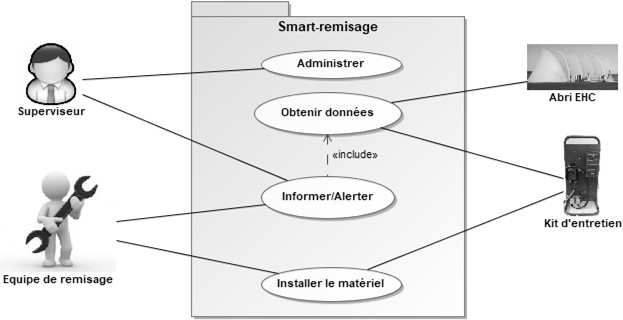 Smart-remisage
Administrer
Superviseur
Obtenir données
Abri EHC
«include»
Informer/Alerter
Kit d'entretien
Equipe de remisage
Installer le matériel